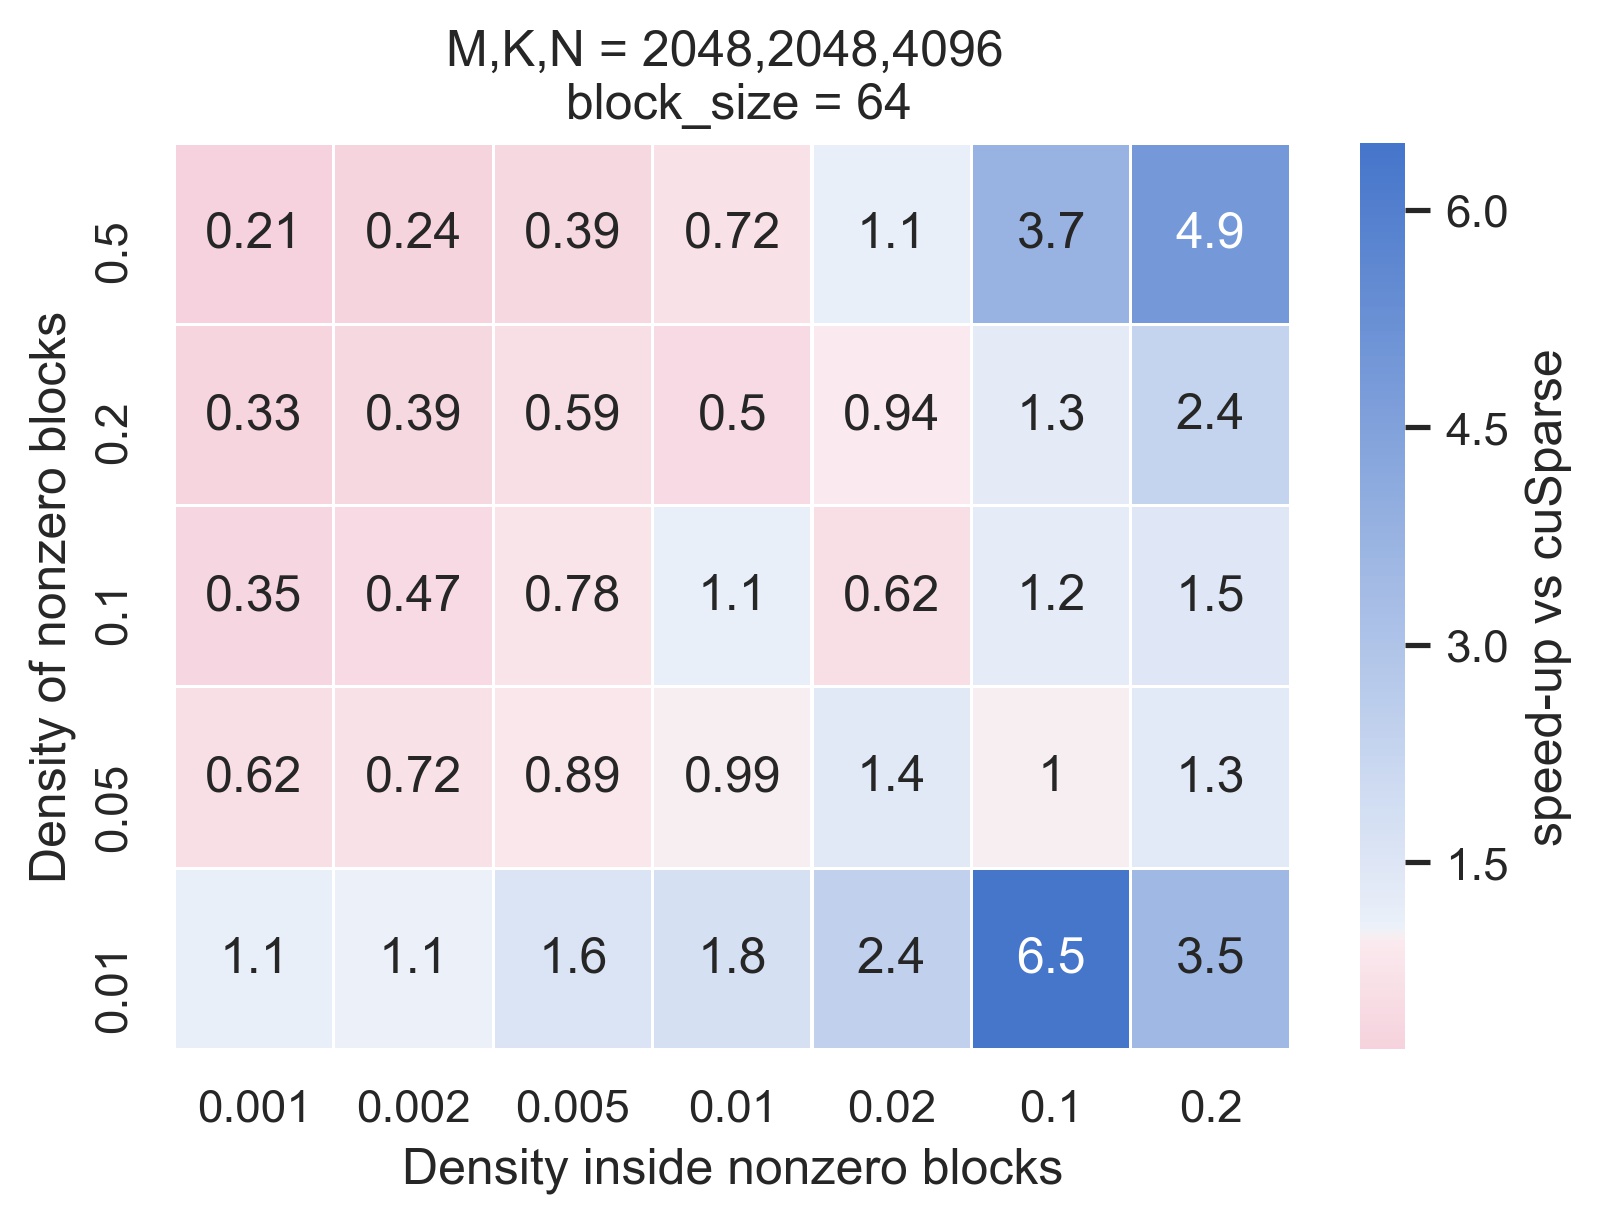 M,K,N = 2048,2048,4096
block_size = 64
Density of nonzero blocks
0.5
0.21 0.24 0.39 0.72 1.1 3.7 4.9
0.2
0.33 0.39 0.59 0.5 0.94 1.3 2.4
0.1
0.35 0.47 0.78 1.1 0.62 1.2 1.5
0.05
0.62 0.72 0.89 0.99 1.4 1 1.3
0.01
1.1 1.1 1.6 1.8 2.4 6.5 3.5
0.001 0.002 0.005 0.01 0.02 0.1 0.2
Density inside nonzero blocks
6.0
4.5
3.0
1.5
speed-up vs cuSparse